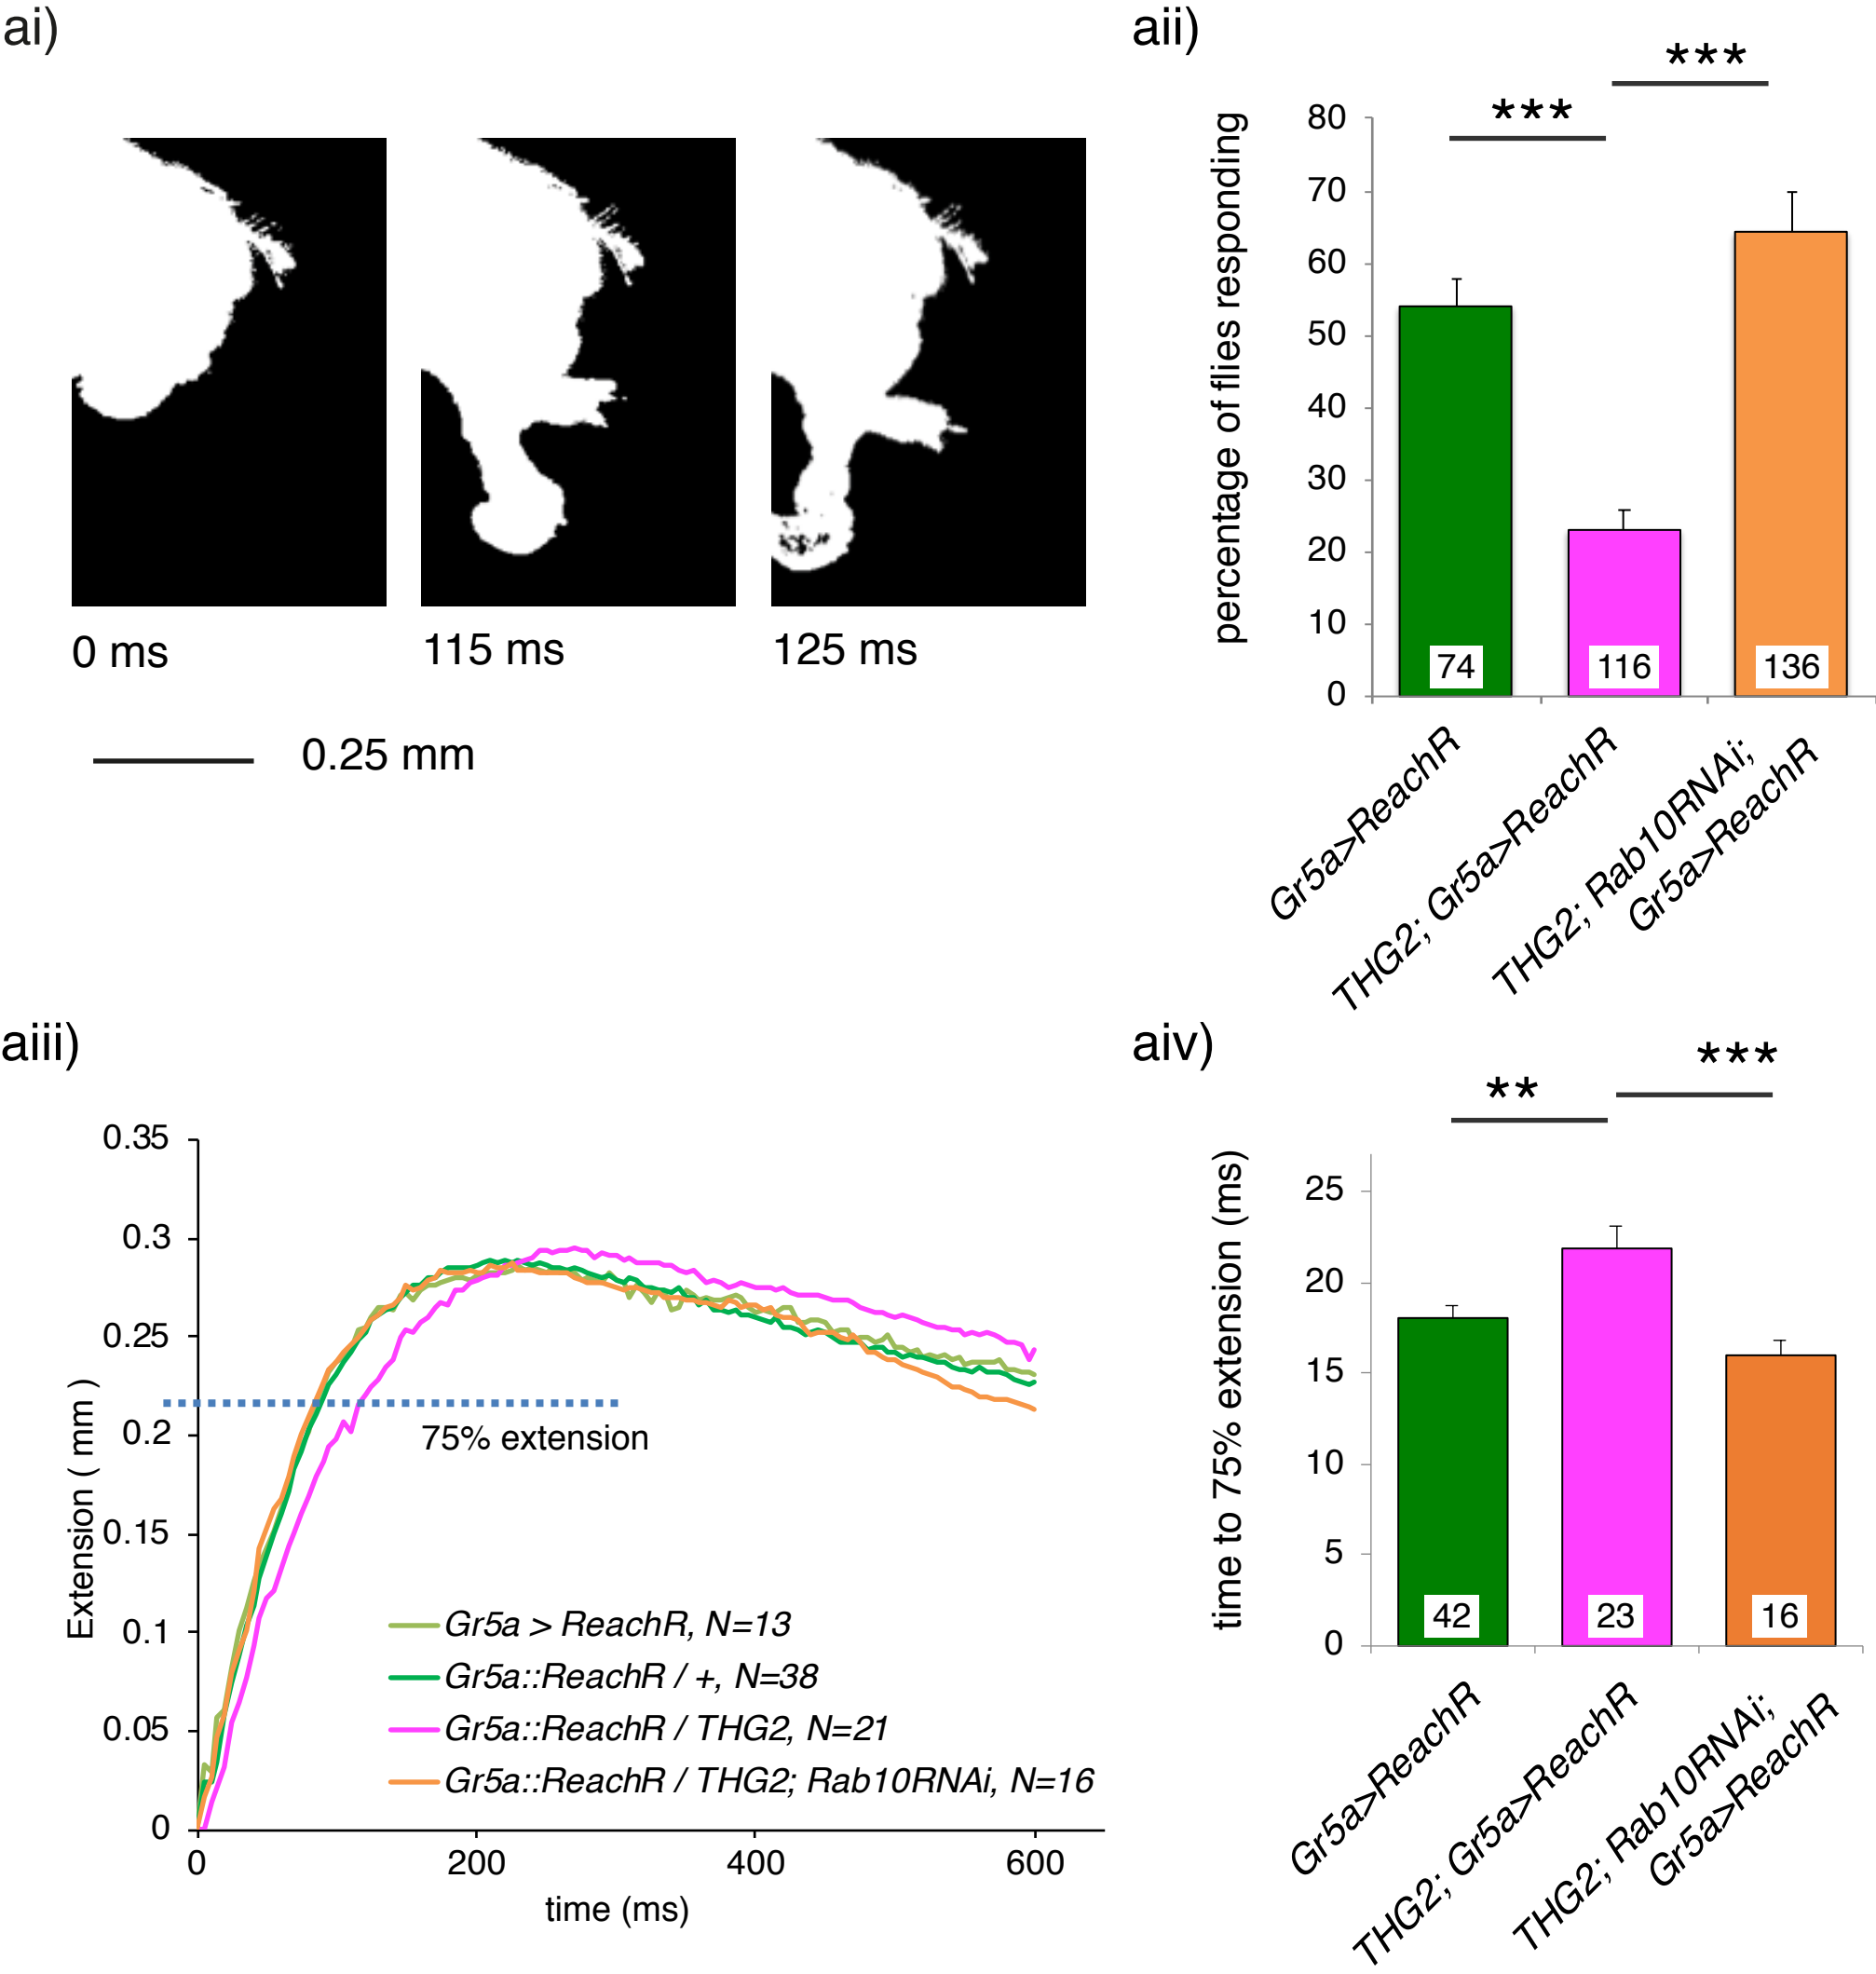 ai)
0 ms
115 ms
125 ms
0.25 mm
aii)
***
***
percentage of flies responding
80
70
60
50
40
30
20
10
0
74
116
136
Gr5a>ReachR
THG2; Gr5a>ReachR
THG2; Rab10RNAi;
Gr5a>ReachR
aiii)
Extension ( mm )
0.35
0.3
0.25
0.2
0.15
0.1
0.05
0
75% extension
Gr5a > ReachR, N=13
Gr5a::ReachR / +, N=38
Gr5a::ReachR / THG2, N=21
Gr5a::ReachR / THG2; Rab10RNAi, N=16
0
200
400
600
time (ms)
aiv)
**
***
time to 75% extension (ms)
25
20
15
10
5
0
42
23
16
Gr5a>ReachR
THG2; Gr5a>ReachR
THG2; Rab10RNAi;
Gr5a>ReachR